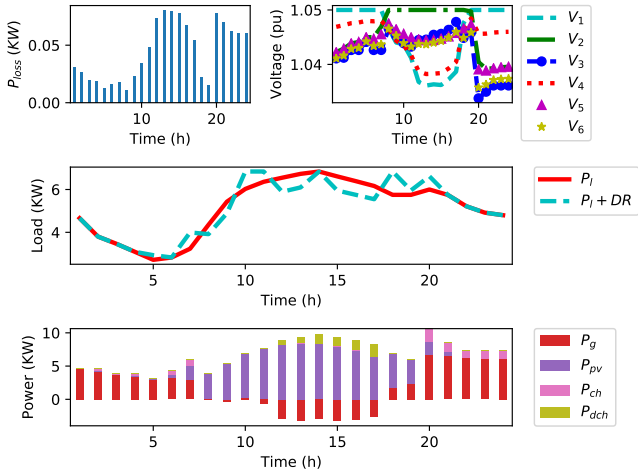 P_loss (KW)
0.05
0.00
10
20
Time (h)
Voltage (pu)
1.05
1.04
10
20
Time (h)
V_1
V_2
V_3
V_4
V_5
V_6
Load (KW)
6
4
5
10
15
20
Time (h)
P_l
P_l + DR
Power (KW)
10
5
0
5
10
15
20
Time (h)
P_g
P_pv
P_ch
P_dch